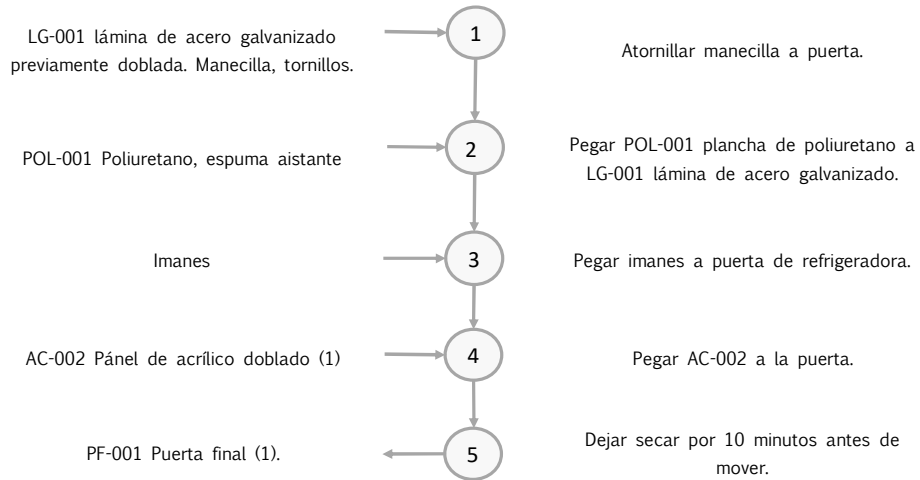 LG-001 lámina de acero galvanizado
previamente doblada. Manecilla, tornillos.
1
Atornillar manecilla a puerta.
POL-001 Poliuretano, espuma aistante
2
Pegar POL-001 plancha de poliuretano a
LG-001 lámina de acero galvanizado.
Imanes
3
Pegar imanes a puerta de refrigeradora.
AC-002 Pánel de acrílico doblado (1)
4
Pegar AC-002 a la puerta.
PF-001 Puerta final (1).
5
Dejar secar por 10 minutos antes de
mover.